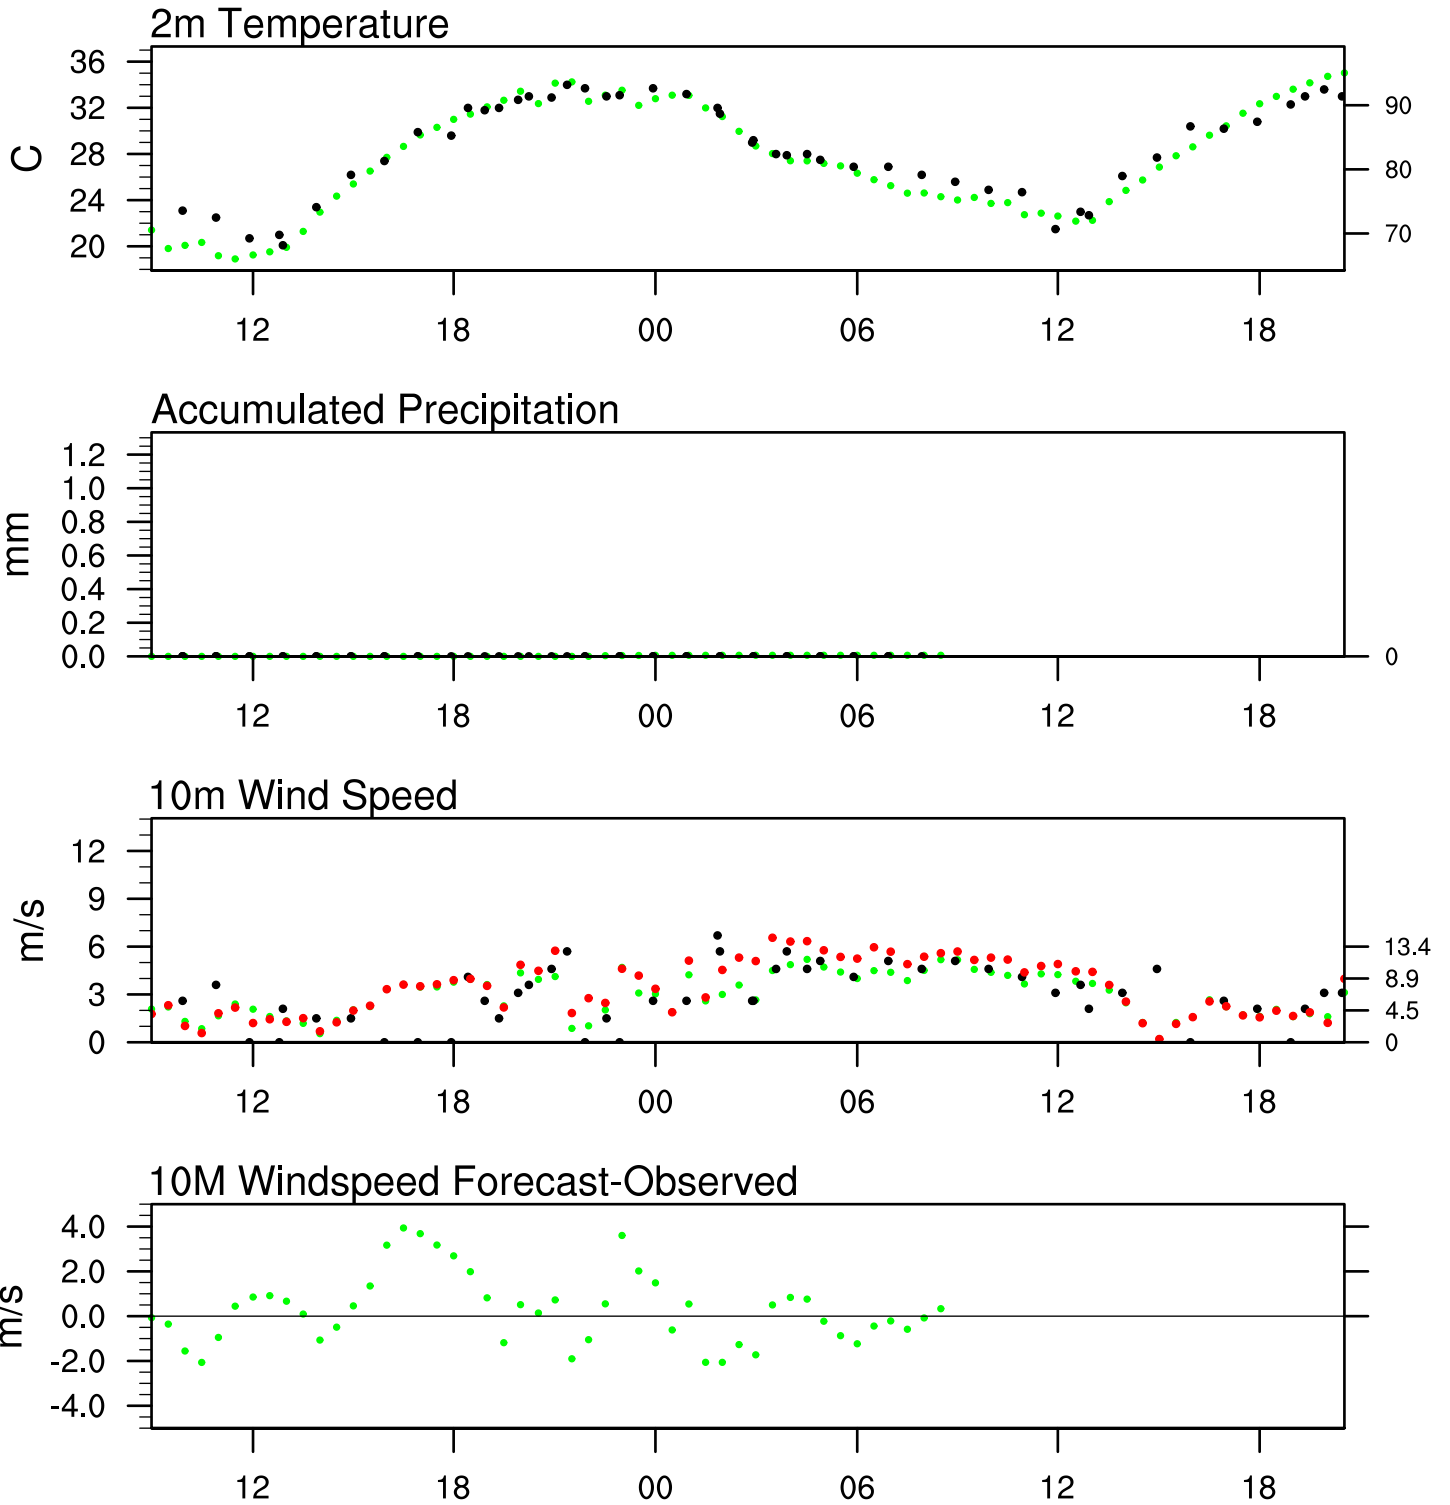 2m Temperature
36
32
28
24
20
C
90
80
70
12 18 00 06 12 18
Accumulated Precipitation
1.2
1.0
0.8
0.6
0.4
0.2
0.0
mm
0
12 18 00 06 12 18
10m Wind Speed
12
9
6
3
0
m/s
13.4
8.9
4.5
0
12 18 00 06 12 18
10M Windspeed Forecast-Observed
4.0
2.0
0.0
-2.0
-4.0
m/s
12 18 00 06 12 18